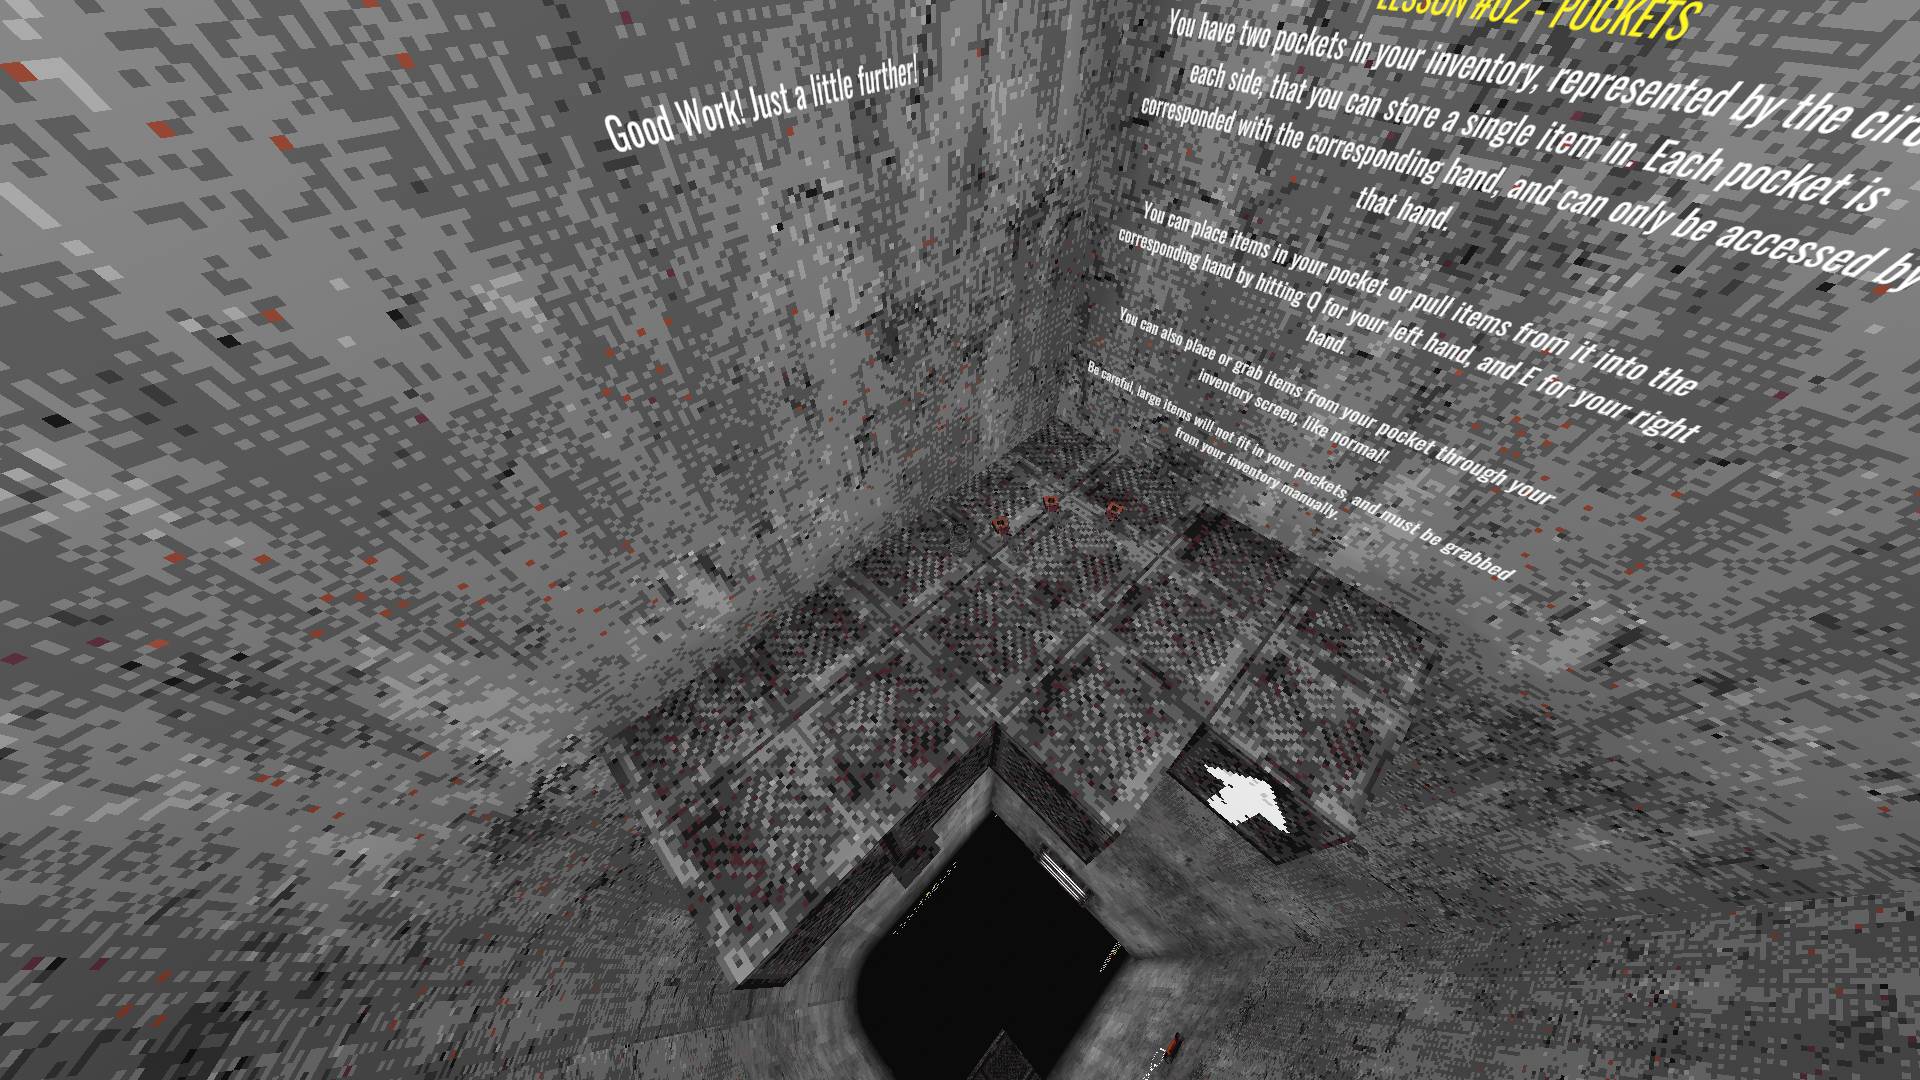 Good Work! Just a little further!
LESSON #02 - POCKETS
You have two pockets in your inventory, represented by the
each side, that you can store a single item in. Each pocket is
corresponded with the corresponding hand, and can only be accessed by
that hand.
You can place items in your pocket or pull items from it into the
corresponding hand by hitting Q for your left hand, and E for your right
hand.
You can also place or grab items from your pocket through your
inventory screen, like normal!
Be careful, large items will not fit in your pockets, and must be grabbed
from your inventory manually.